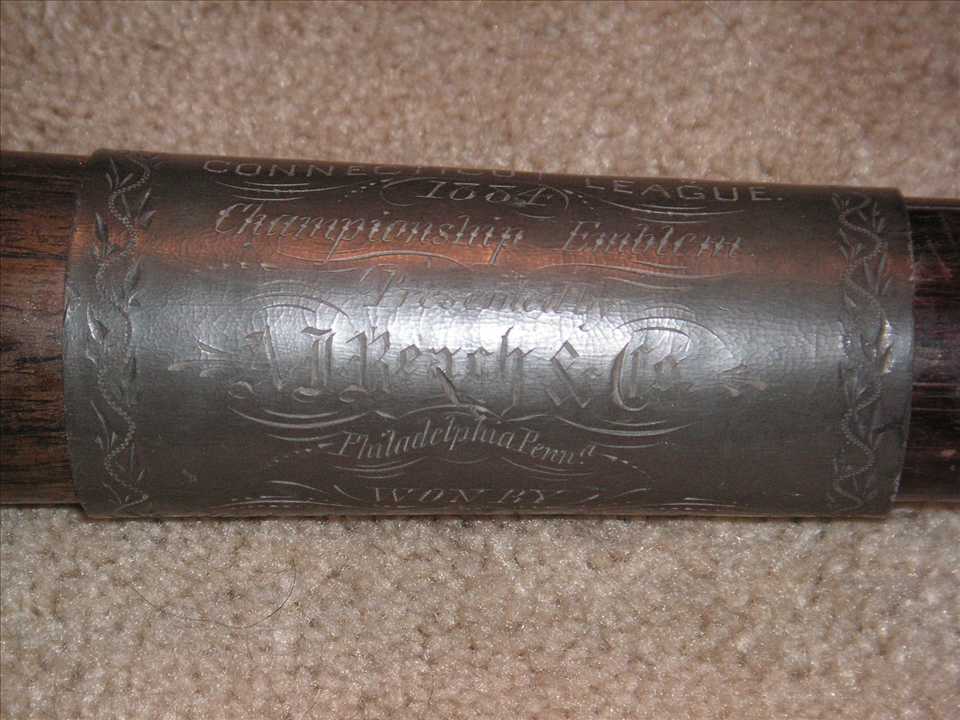 CONNECTICUT LEAGUE.
1884
Championship Emblem
Presented by
A J Reach & Co.
Philadelphia Penn.a
WON BY